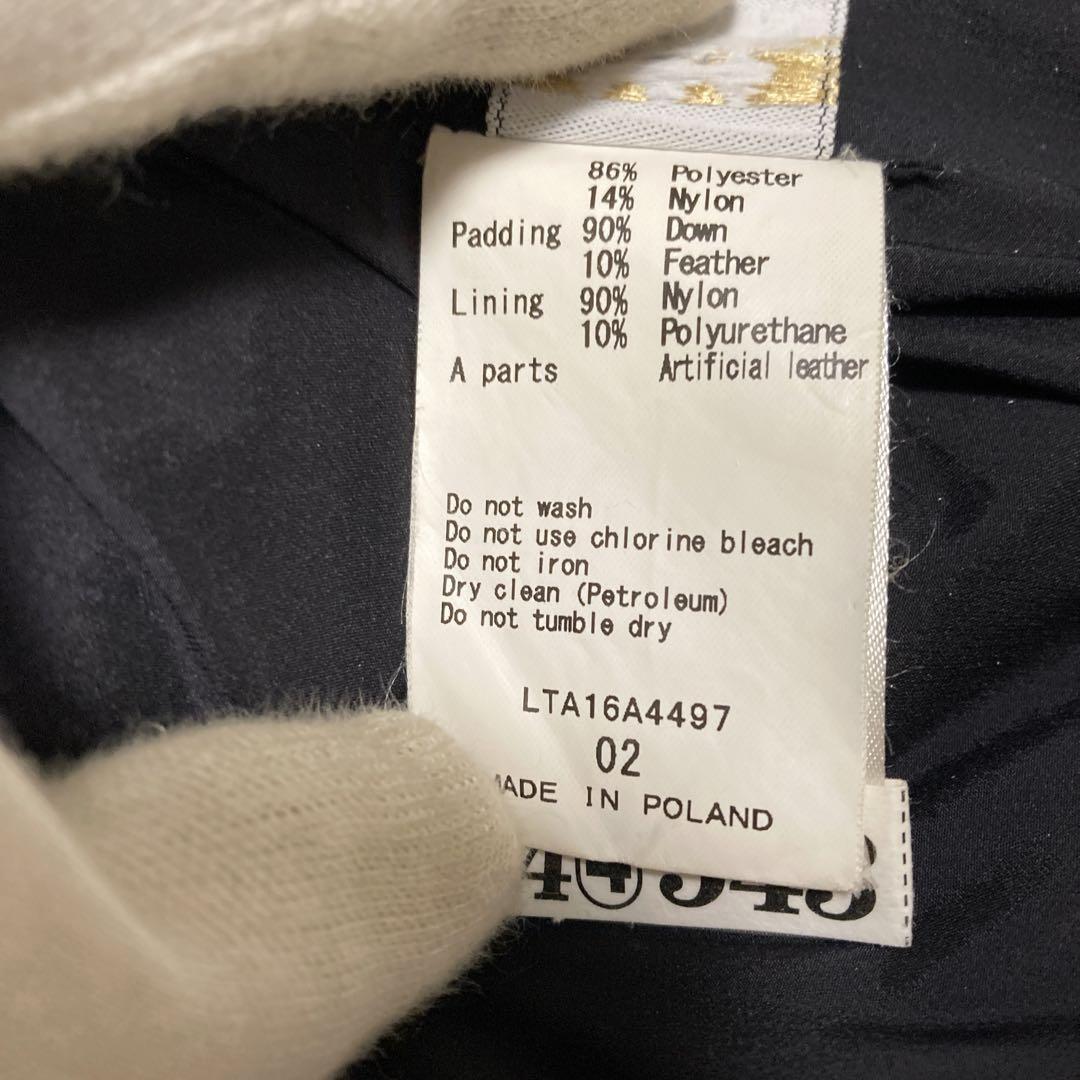 86% Polyester
14% Nylon
Padding 90% Down
10% Feather
Lining 90% Nylon
10% Polyurethane
A parts Artificial leather
Do not wash
Do not use chlorine bleach
Do not iron
Dry clean (Petroleum)
Do not tumble dry
LTA16A4497
02
MADE IN POLAND